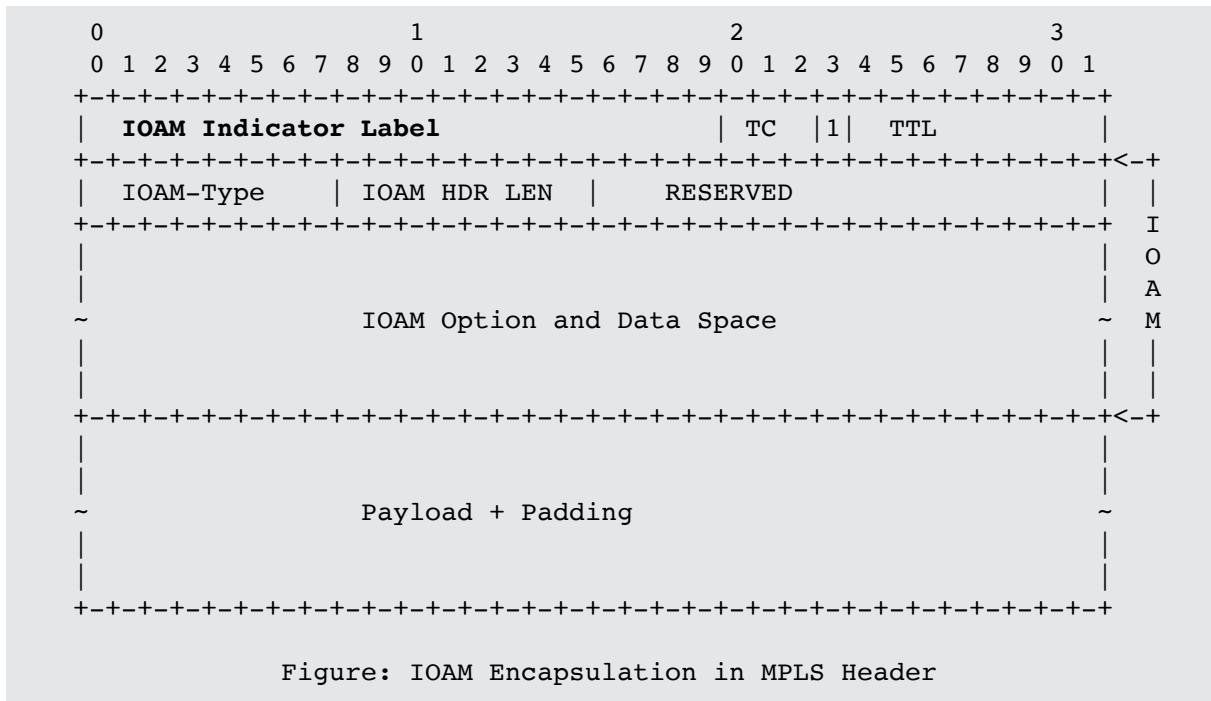 0                   1                   2                   3
 0 1 2 3 4 5 6 7 8 9 0 1 2 3 4 5 6 7 8 9 0 1 2 3 4 5 6 7 8 9 0 1
+-+-+-+-+-+-+-+-+-+-+-+-+-+-+-+-+-+-+-+-+-+-+-+-+-+-+-+-+-+-+-+-+
|  IOAM Indicator Label                 | TC  |1|  TTL          |
+-+-+-+-+-+-+-+-+-+-+-+-+-+-+-+-+-+-+-+-+-+-+-+-+-+-+-+-+-+-+-+-+<-+
|  IOAM-Type    | IOAM HDR LEN  |    RESERVED                   |  |
+-+-+-+-+-+-+-+-+-+-+-+-+-+-+-+-+-+-+-+-+-+-+-+-+-+-+-+-+-+-+-+-+  I
|                                                               |  O
|                                                               |  A
~                 IOAM Option and Data Space                    ~  M
|                                                               |  |
|                                                               |  |
+-+-+-+-+-+-+-+-+-+-+-+-+-+-+-+-+-+-+-+-+-+-+-+-+-+-+-+-+-+-+-+-+<-+
|                                                               |
|                                                               |
~                 Payload + Padding                             ~
|                                                               |
|                                                               |
+-+-+-+-+-+-+-+-+-+-+-+-+-+-+-+-+-+-+-+-+-+-+-+-+-+-+-+-+-+-+-+-+
Figure: IOAM Encapsulation in MPLS Header